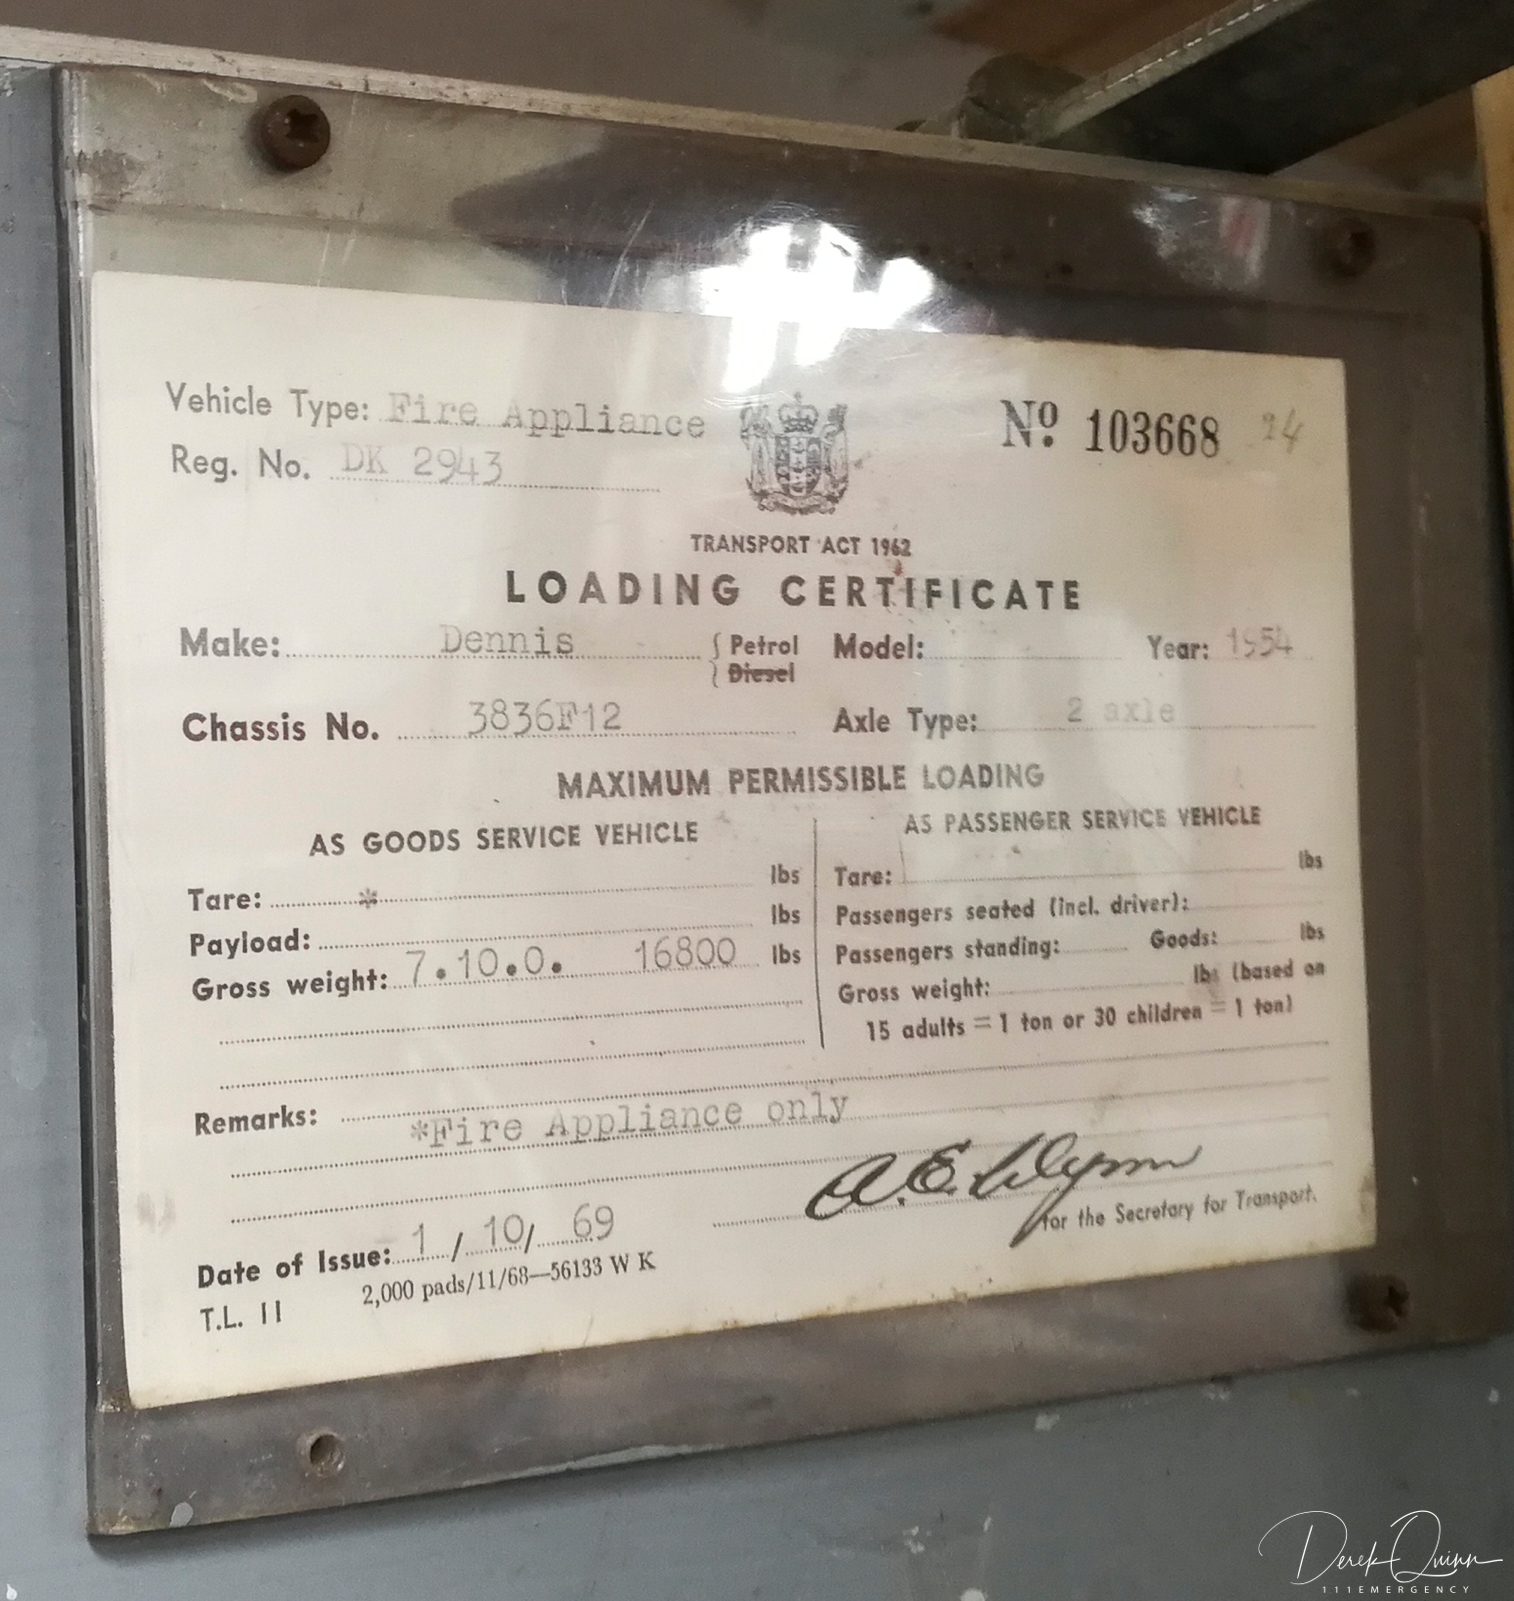 Vehicle Type: Fire Appliance
Reg. No. DK 2943
Nº 103668
TRANSPORT ACT 1962
LOADING CERTIFICATE
Make: Dennis { Petrol Model: Year: 1954
Diesel
Chassis No. 3836F12 Axle Type: 2 axle
MAXIMUM PERMISSIBLE LOADING
AS GOODS SERVICE VEHICLE
Tare: * lbs
Payload: lbs
Gross weight: 7.10.0. 16800 lbs
AS PASSENGER SERVICE VEHICLE
Tare: lbs
Passengers seated (incl. driver):
Passengers standing: Goods: lbs
Gross weight: lbs (based on
15 adults = 1 ton or 30 children = 1 ton)
Remarks:
*Fire Appliance only
A.E. Wynn
for the Secretary for Transport.
Date of Issue: 1 / 10/ 69
T.L. 11 2,000 pads/11/68—56133 W K
Derek Quinn
111EMERGENCY